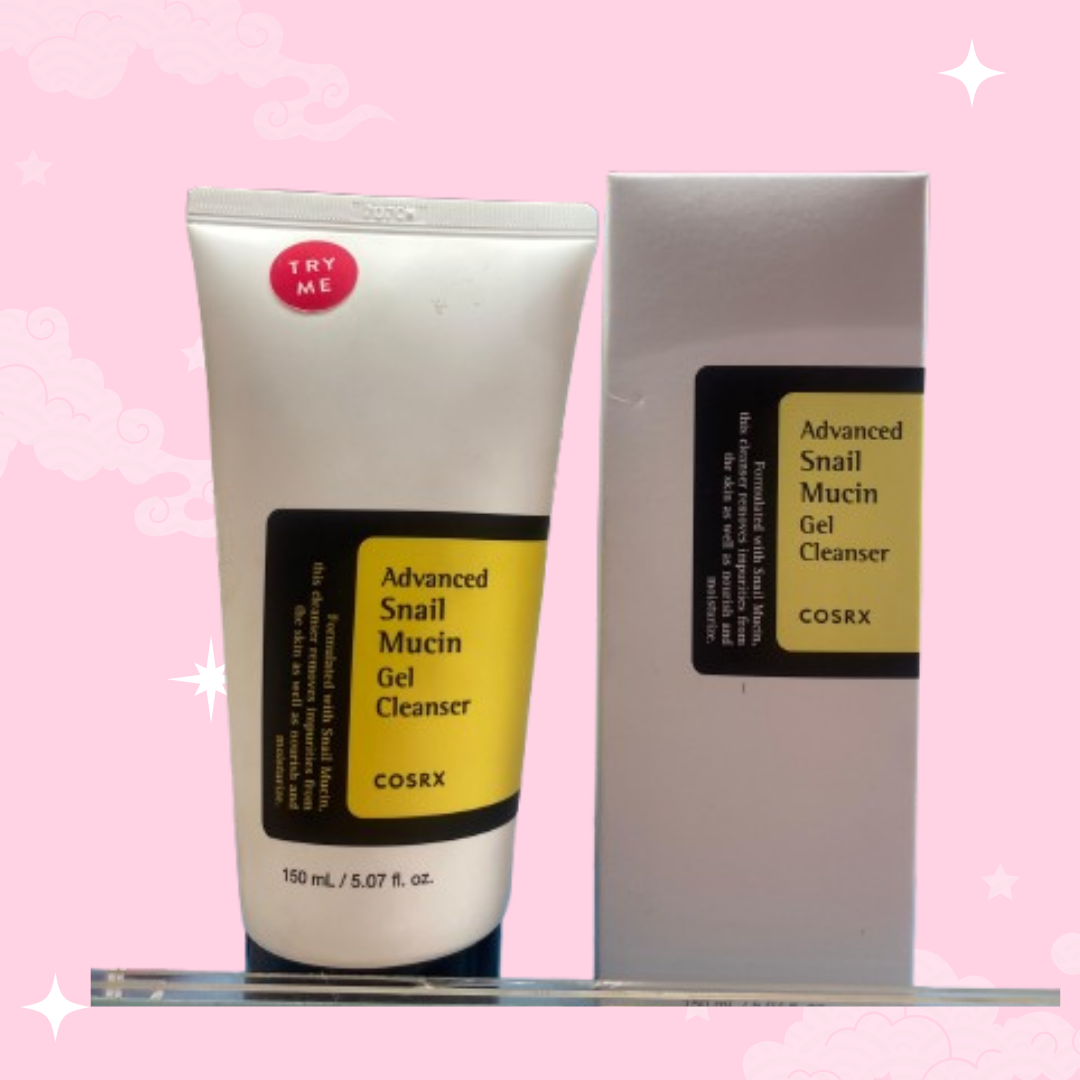 TRY
ME
Advanced
Snail
Mucin
Gel
Cleanser
COSRX
Formulated with Snail Mucin,
this cleanser removes impurities from
the skin as well as nourish and
moisturize.
150 mL / 5.07 fl. oz.
Advanced
Snail
Mucin
Gel
Cleanser
COSRX
Formulated with Snail Mucin,
this cleanser removes impurities from
the skin as well as nourish and
moisturize.